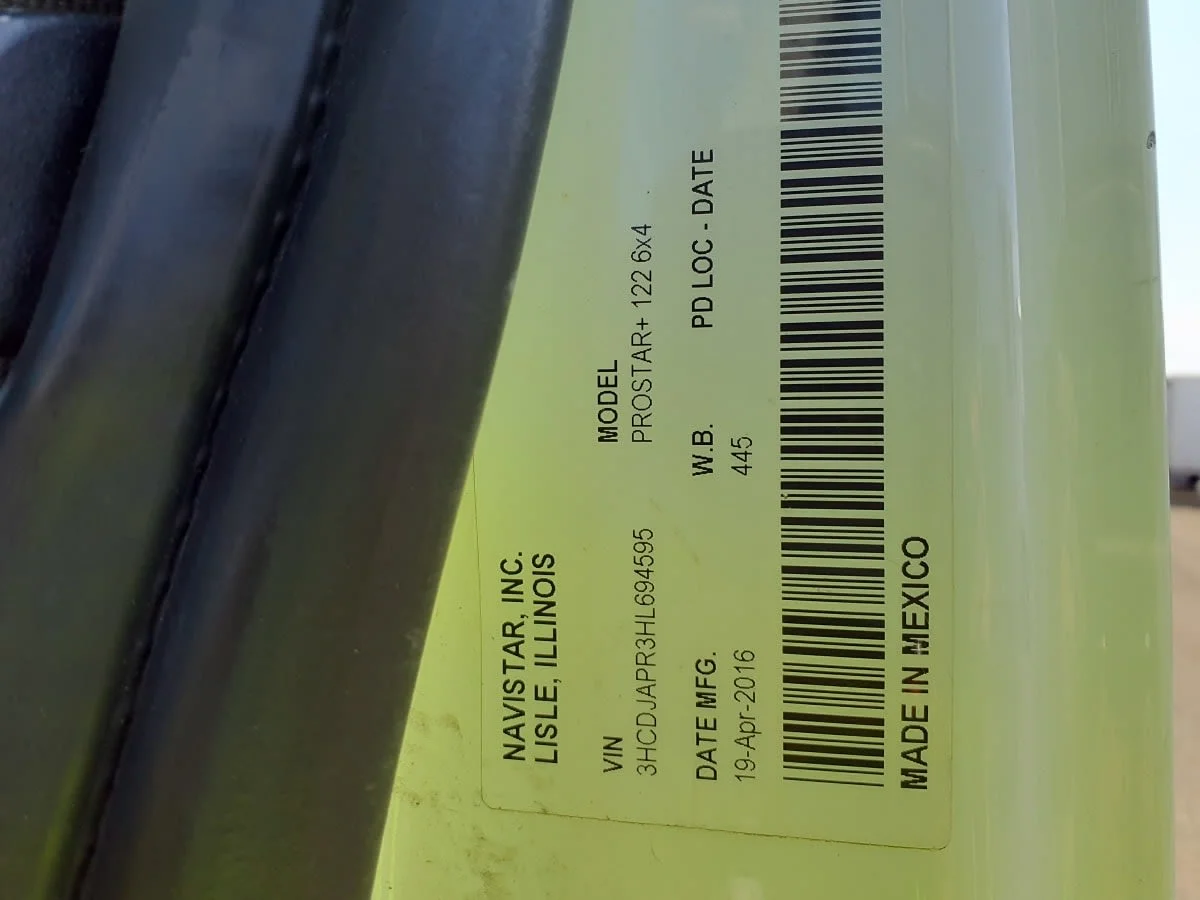 NAVISTAR, INC.
LISLE, ILLINOIS
VIN MODEL
3HCDJAPR3HL694595 PROSTAR+ 122 6x4
DATE MFG. W.B. PD LOC - DATE
19-Apr-2016 445
MADE IN MEXICO